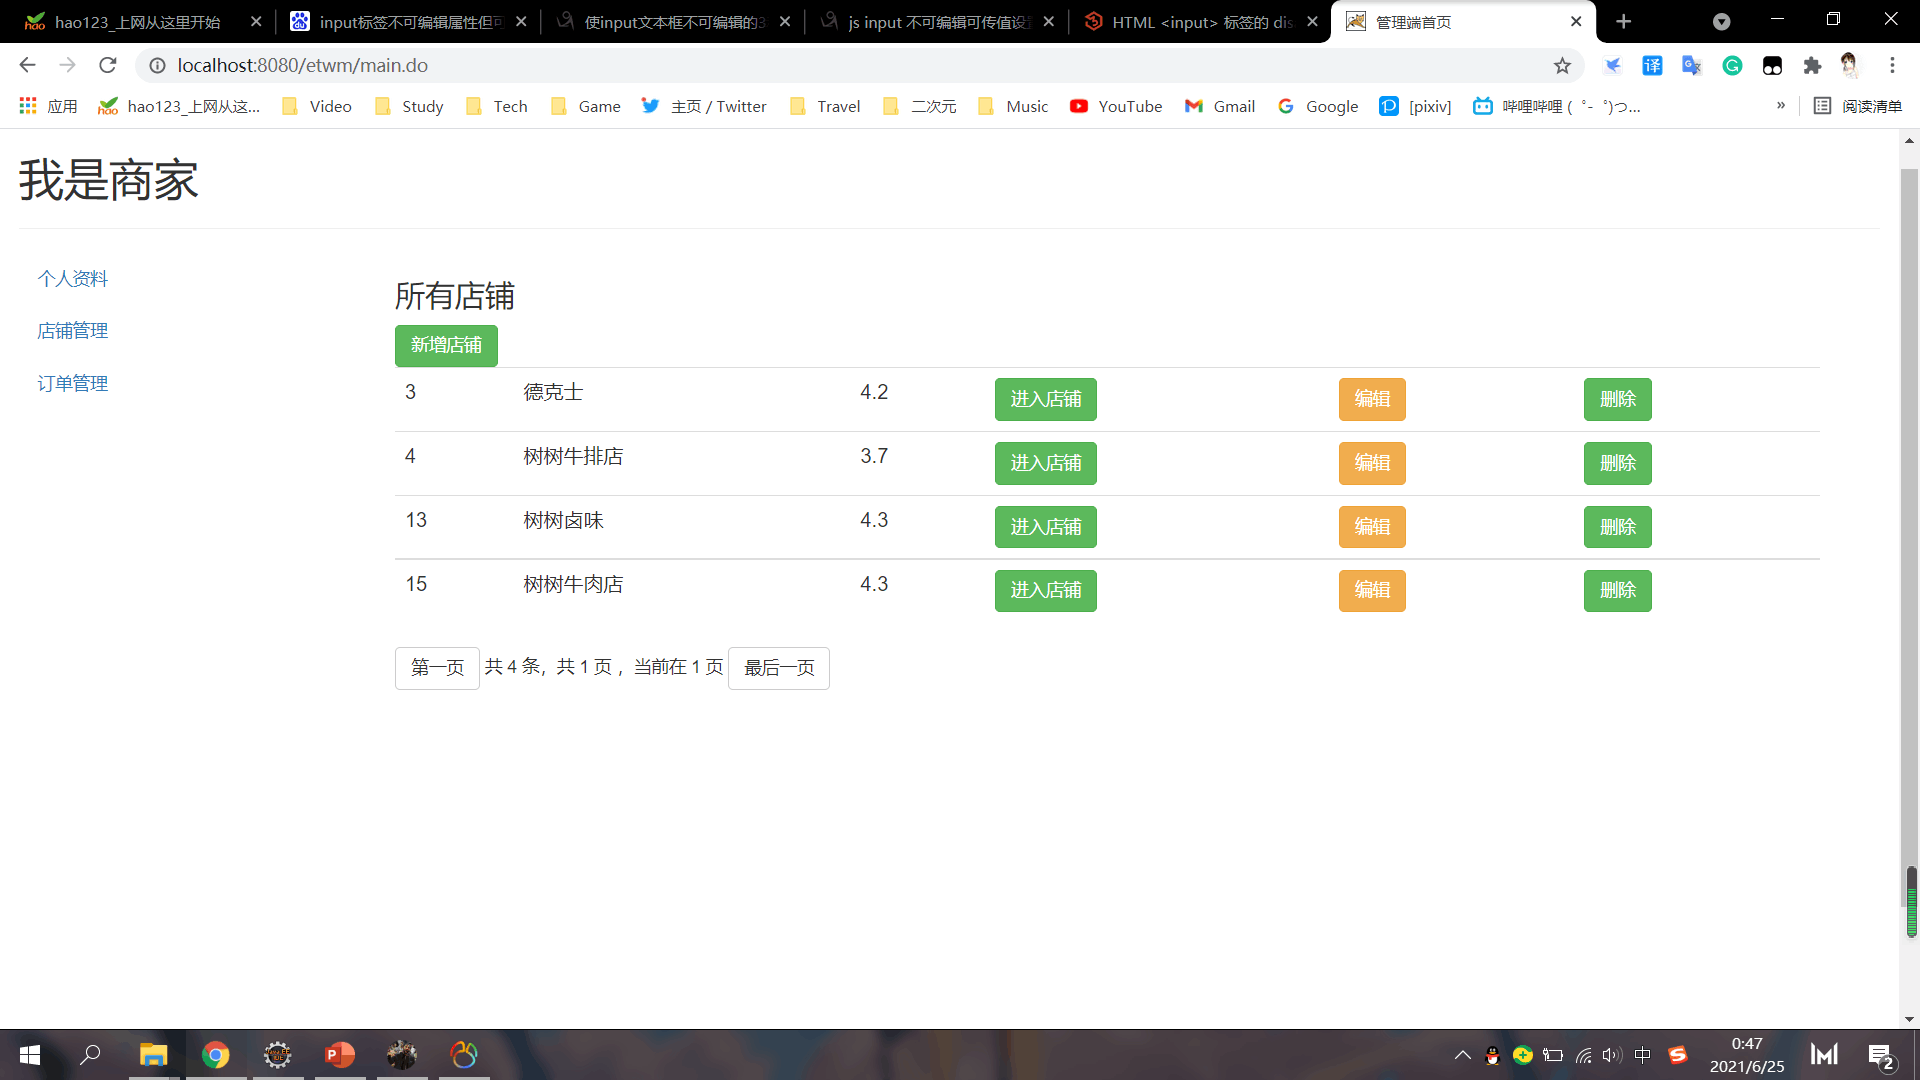 hao123_上网从这里开始
input标签不可编辑属性但可
使input文本框不可编辑的3
js input 不可编辑可传值设
HTML <input> 标签的 dis
管理端首页
localhost:8080/etwm/main.do
应用
hao123_上网从这...
Video
Study
Tech
Game
主页 / Twitter
Travel
二次元
Music
YouTube
Gmail
Google
[pixiv]
哔哩哔哩 (゜-゜)つ...
»
阅读清单
我是商家
个人资料
店铺管理
订单管理
所有店铺
新增店铺
3 德克士 4.2 进入店铺 编辑 删除
4 树树牛排店 3.7 进入店铺 编辑 删除
13 树树卤味 4.3 进入店铺 编辑 删除
15 树树牛肉店 4.3 进入店铺 编辑 删除
第一页 共 4 条，共 1 页 ，当前在 1 页 最后一页
中
0:47
2021/6/25
2